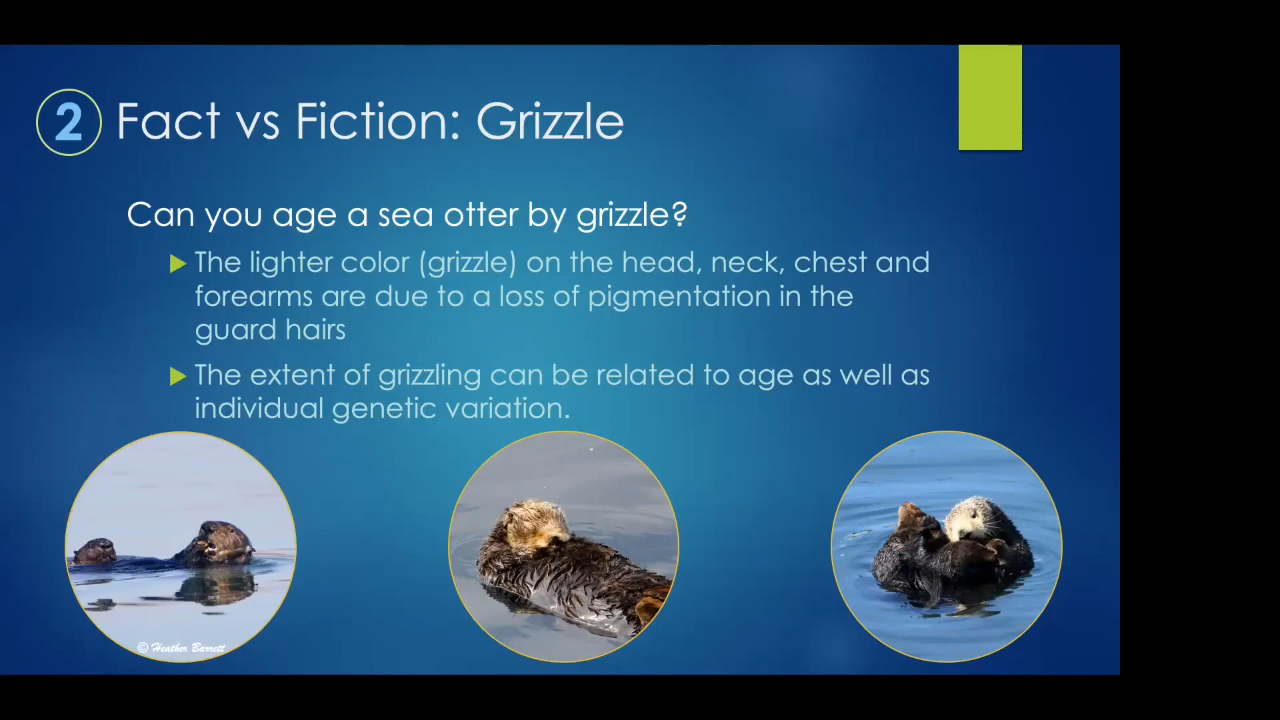 2 Fact vs Fiction: Grizzle
Can you age a sea otter by grizzle?
The lighter color (grizzle) on the head, neck, chest and
forearms are due to a loss of pigmentation in the
guard hairs
The extent of grizzling can be related to age as well as
individual genetic variation.
© Heather Barrett